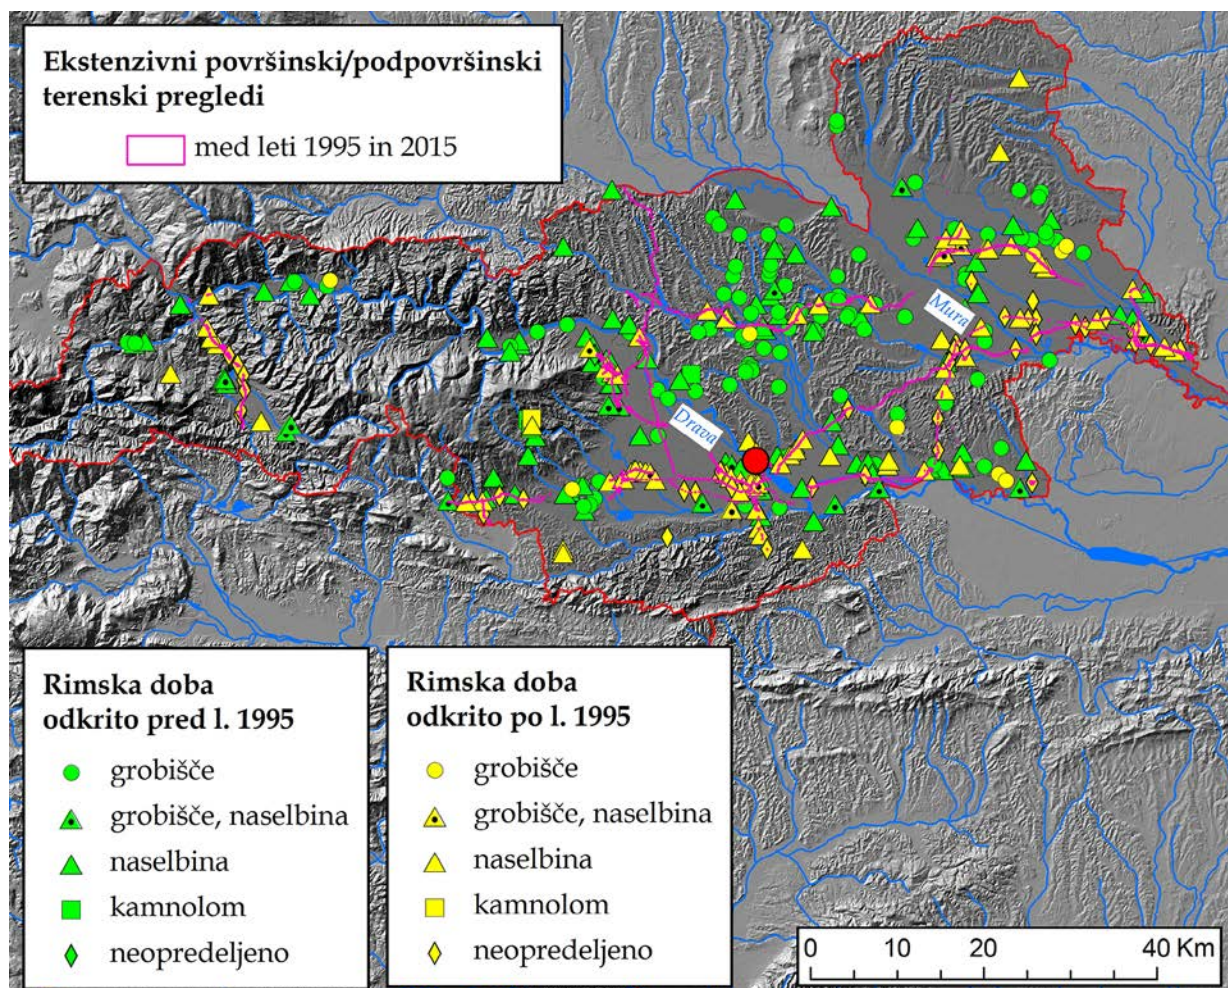 Ekstenzivni površinski/podpovršinski
terenski pregledi
med leti 1995 in 2015
Mura
Drava
Rimska doba
odkrito pred l. 1995
grobišče
grobišče, naselbina
naselbina
kamnolom
neopredeljeno
Rimska doba
odkrito po l. 1995
grobišče
grobišče, naselbina
naselbina
kamnolom
neopredeljeno
0 10 20 40 Km